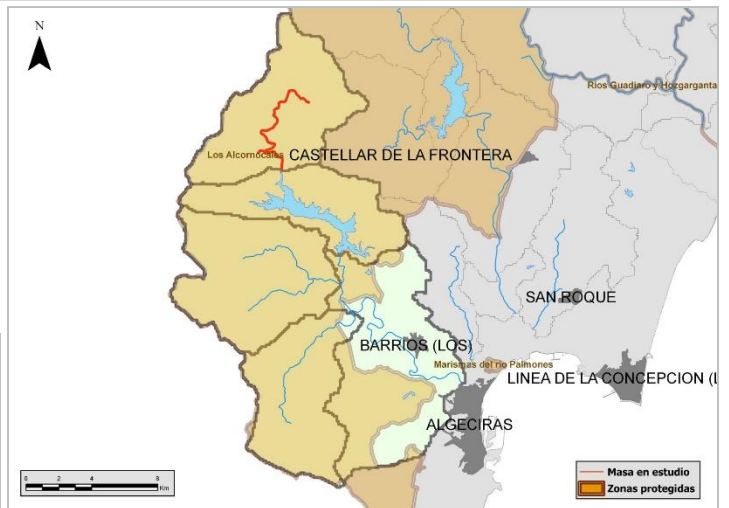 N
Rios Guadiaro y Hozgarganta
Los Alcornocales
CASTELLAR DE LA FRONTERA
SAN ROQUE
BARRIOS (LOS)
Marismas del río Palmones
LINEA DE LA CONCEPCION (L
ALGECIRAS
0 2 4 8
Km
Masa en estudio
Zonas protegidas